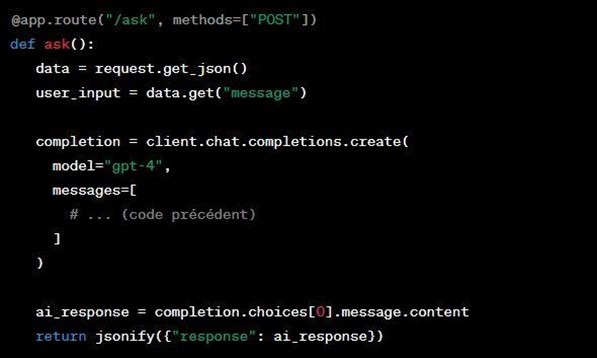 @app.route("/ask", methods=["POST"])
def ask():
data = request.get_json()
user_input = data.get("message")
completion = client.chat.completions.create(
model="gpt-4",
messages=[
# ... (code précédent)
]
)
ai_response = completion.choices[0].message.content
return jsonify({"response": ai_response})